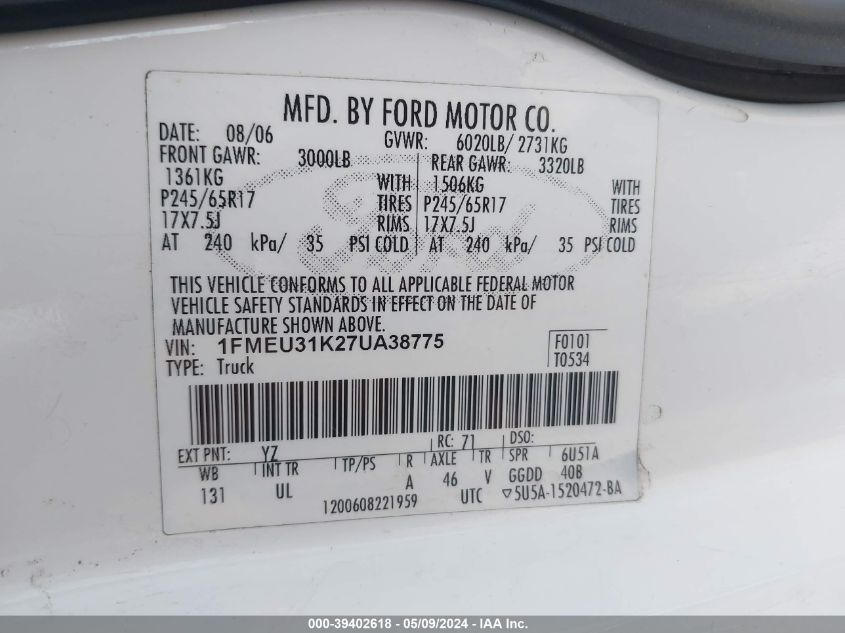 MFD. BY FORD MOTOR CO.
DATE: 08/06 GVWR: 6020LB/ 2731KG
FRONT GAWR: 3000LB REAR GAWR: 3320LB
1361KG WITH 1506KG WITH
P245/65R17 TIRES P245/65R17 TIRES
17X7.5J RIMS 17X7.5J RIMS
AT 240 kPa/ 35 PSI COLD AT 240 kPa/ 35 PSI COLD
Ford
THIS VEHICLE CONFORMS TO ALL APPLICABLE FEDERAL MOTOR
VEHICLE SAFETY STANDARDS IN EFFECT ON THE DATE OF
MANUFACTURE SHOWN ABOVE.
VIN: 1FMEU31K27UA38775 F0101
TYPE: Truck T0534
EXT PNT: YZ RC: 71 DSO:
WB INT TR TP/PS R AXLE TR SPR 6U51A
131 UL A 46 V GGDD 40B
1200608221959 UTC ▽5U5A-1520472-BA
000-39402618 - 05/09/2024 - IAA Inc.